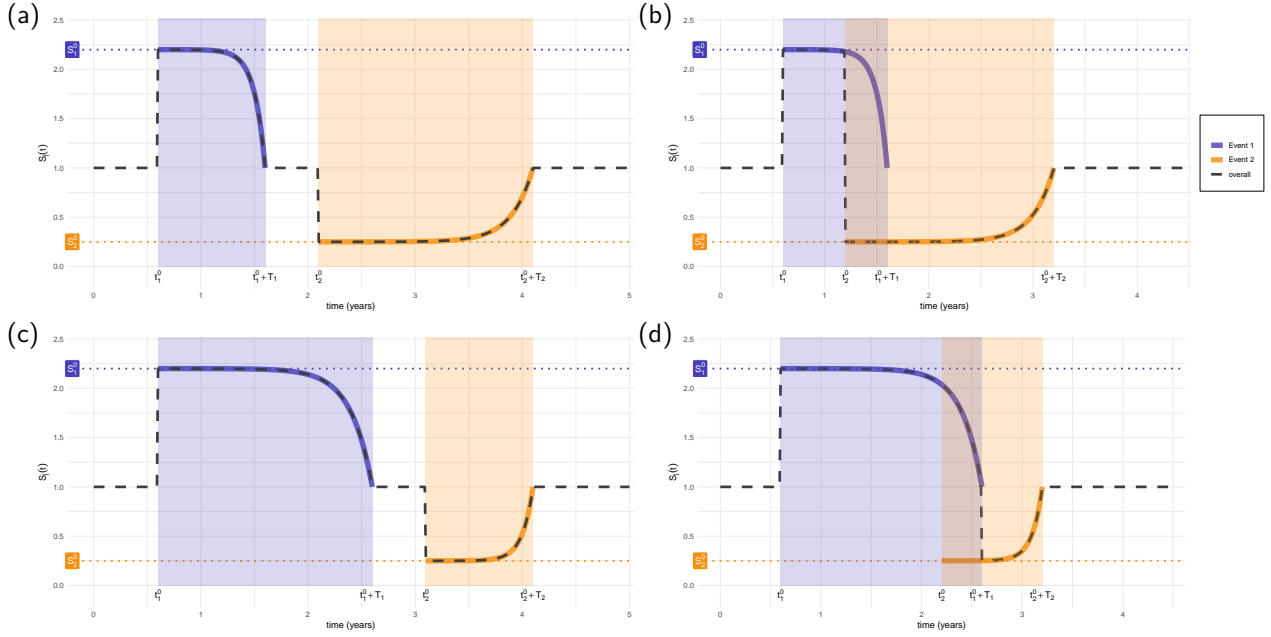 (a)
2.5
S₁⁰
2.0
1.5
1.0
0.5
S₂⁰
0.0
Sᵢ(t)
t₁⁰
t₁⁰ + T₁
t₂⁰
t₂⁰ + T₂
0 1 2 3 4 5
time (years)
(b)
2.5
S₁⁰
2.0
1.5
1.0
0.5
S₂⁰
0.0
Sᵢ(t)
t₁⁰
t₂⁰
t₁⁰ + T₁
t₂⁰ + T₂
0 1 2 3 4
time (years)
Event 1
Event 2
overall
(c)
2.5
S₁⁰
2.0
1.5
1.0
0.5
S₂⁰
0.0
Sᵢ(t)
t₁⁰
t₁⁰ + T₁
t₂⁰
t₂⁰ + T₂
0 1 2 3 4 5
time (years)
(d)
2.5
S₁⁰
2.0
1.5
1.0
0.5
S₂⁰
0.0
Sᵢ(t)
t₁⁰
t₂⁰
t₁⁰ + T₁
t₂⁰ + T₂
0 1 2 3 4
time (years)